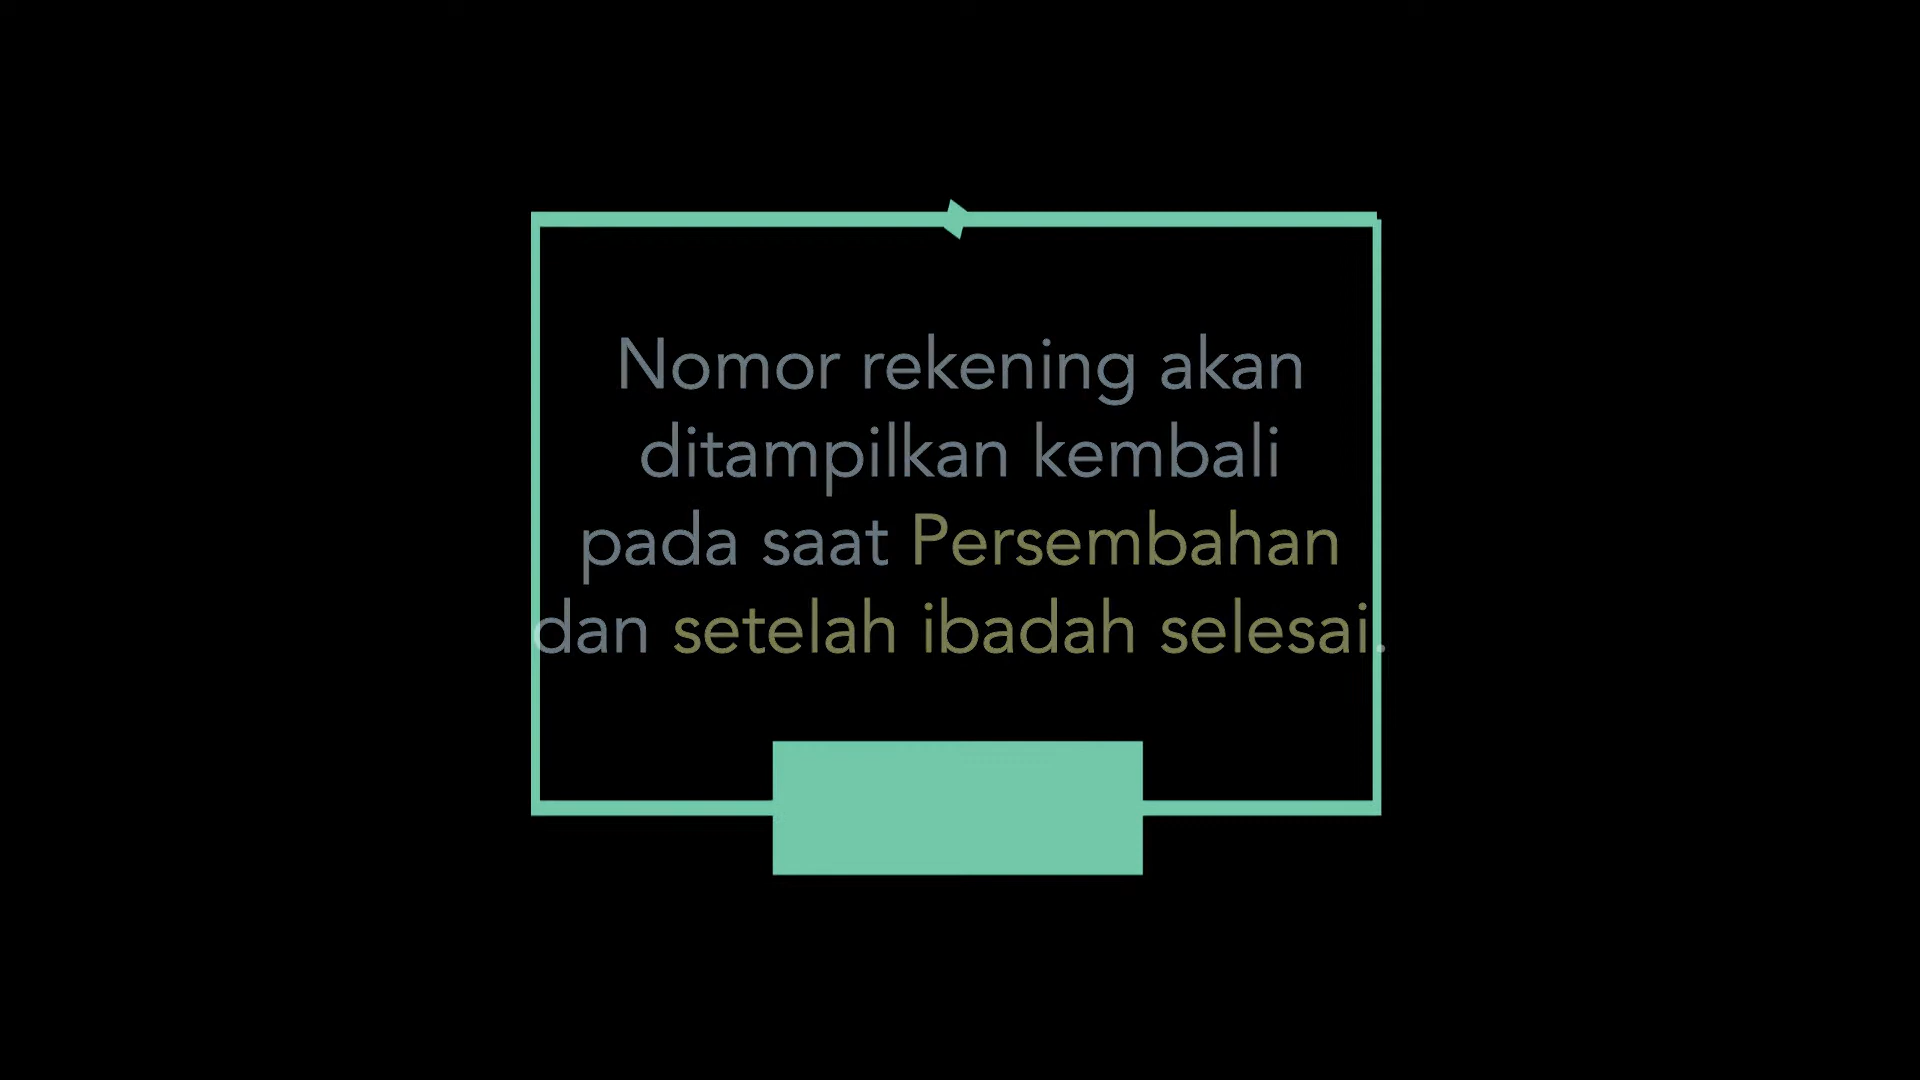 Nomor rekening akan
ditampilkan kembali
pada saat Persembahan
dan setelah ibadah selesai.